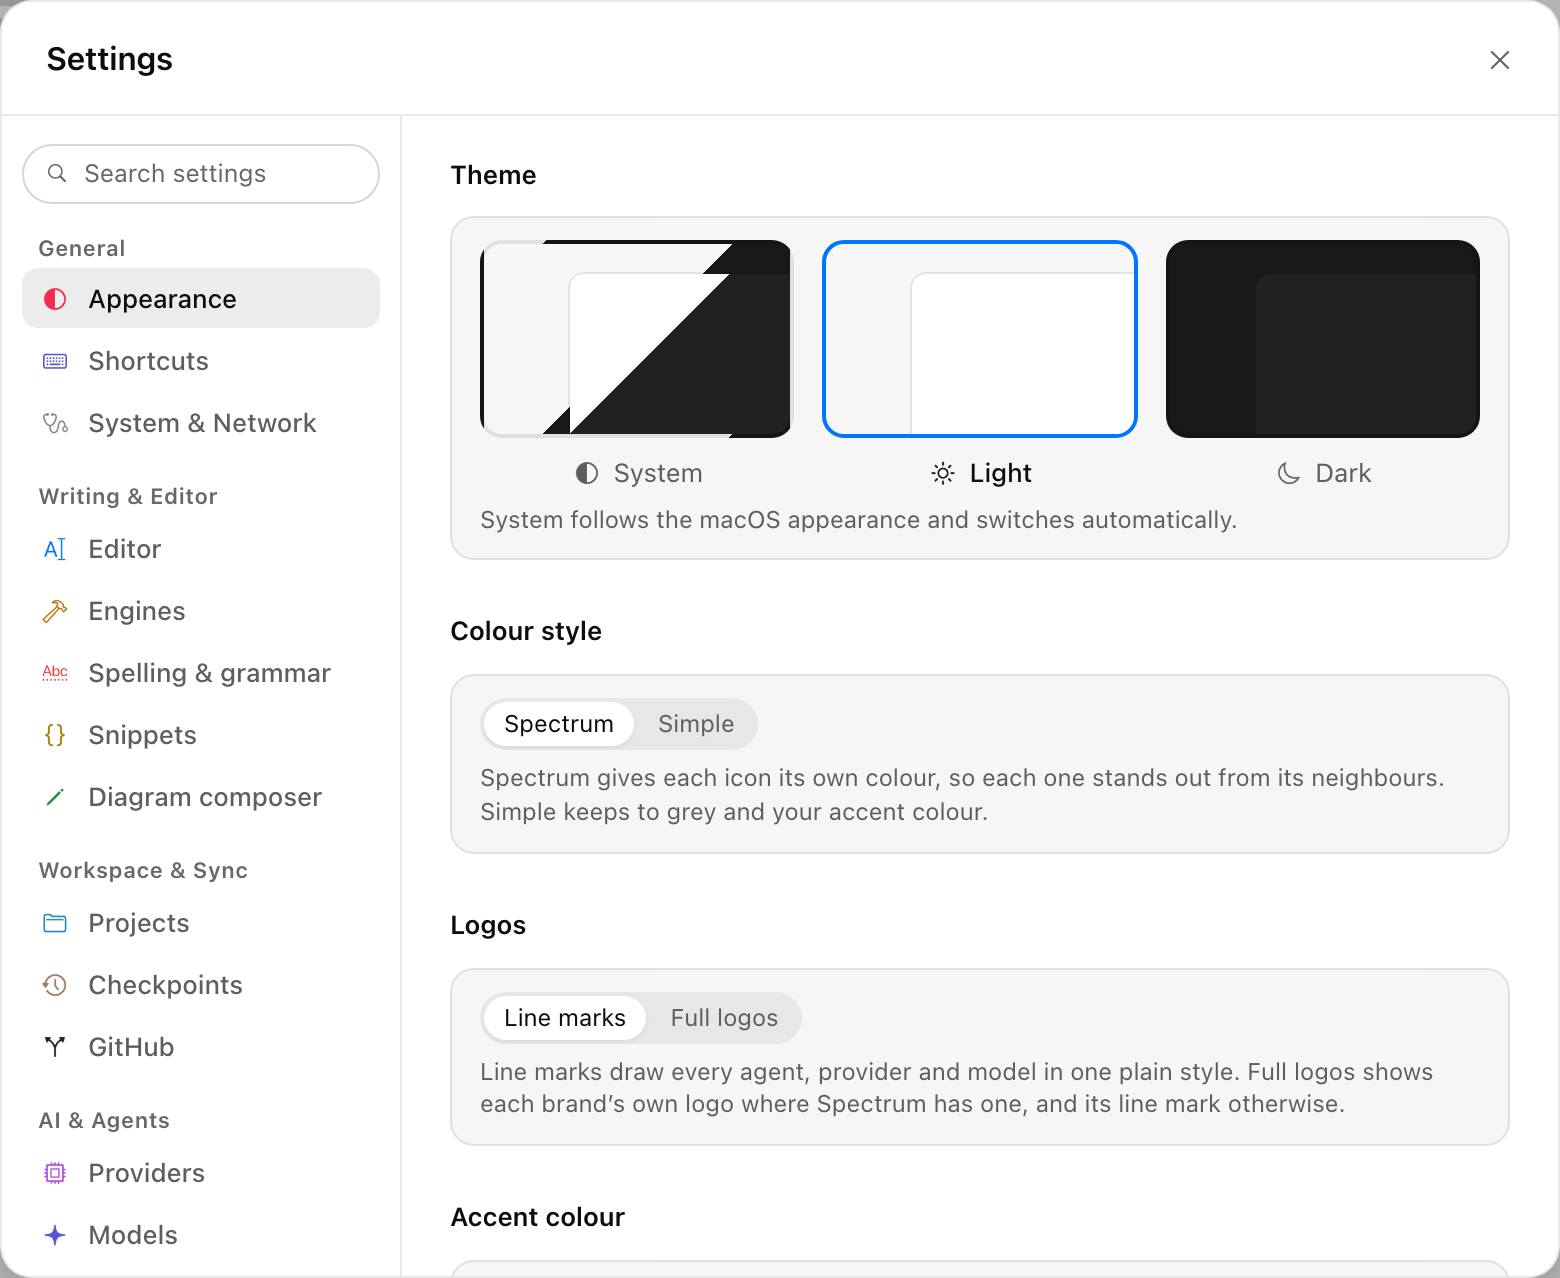 Settings
Search settings
General
Appearance
Shortcuts
System & Network
Writing & Editor
AI Editor
Engines
Abc Spelling & grammar
{} Snippets
Diagram composer
Workspace & Sync
Projects
Checkpoints
GitHub
AI & Agents
Providers
Models
Theme
System
Light
Dark
System follows the macOS appearance and switches automatically.
Colour style
Spectrum Simple
Spectrum gives each icon its own colour, so each one stands out from its neighbours.
Simple keeps to grey and your accent colour.
Logos
Line marks Full logos
Line marks draw every agent, provider and model in one plain style. Full logos shows
each brand’s own logo where Spectrum has one, and its line mark otherwise.
Accent colour